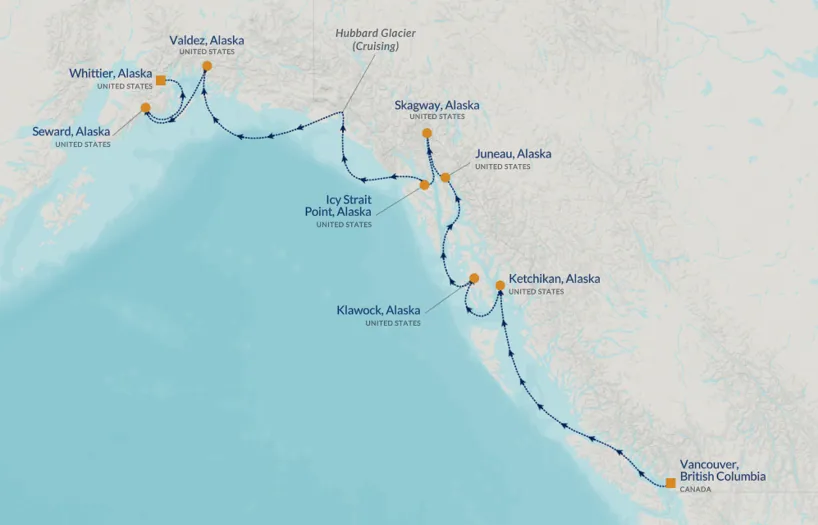 Hubbard Glacier
(Cruising)
Valdez, Alaska
UNITED STATES
Whittier, Alaska
UNITED STATES
Seward, Alaska
UNITED STATES
Skagway, Alaska
UNITED STATES
Juneau, Alaska
UNITED STATES
Icy Strait
Point, Alaska
UNITED STATES
Ketchikan, Alaska
UNITED STATES
Klawock, Alaska
UNITED STATES
Vancouver,
British Columbia
CANADA